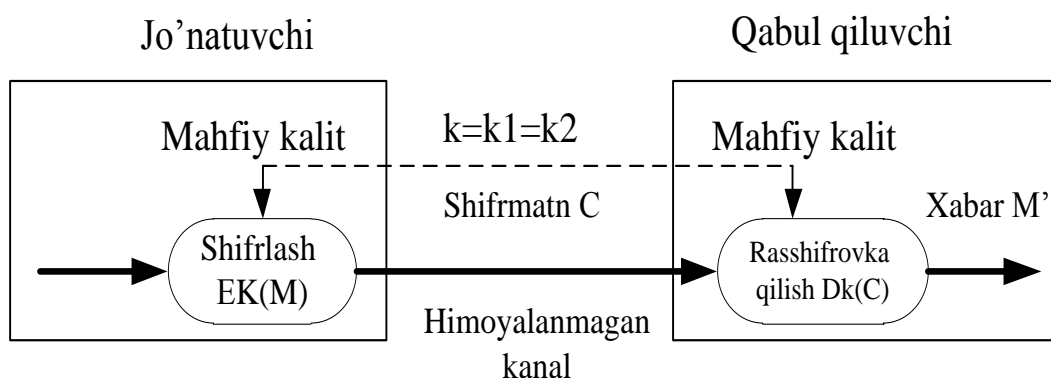 Jo’natuvchi
Qabul qiluvchi
Mahfiy kalit
k=k1=k2
Mahfiy kalit
Shifrmatn C
Xabar M’
Shifrlash
EK(M)
Rasshifrovka
qilish Dk(C)
Himoyalanmagan
kanal